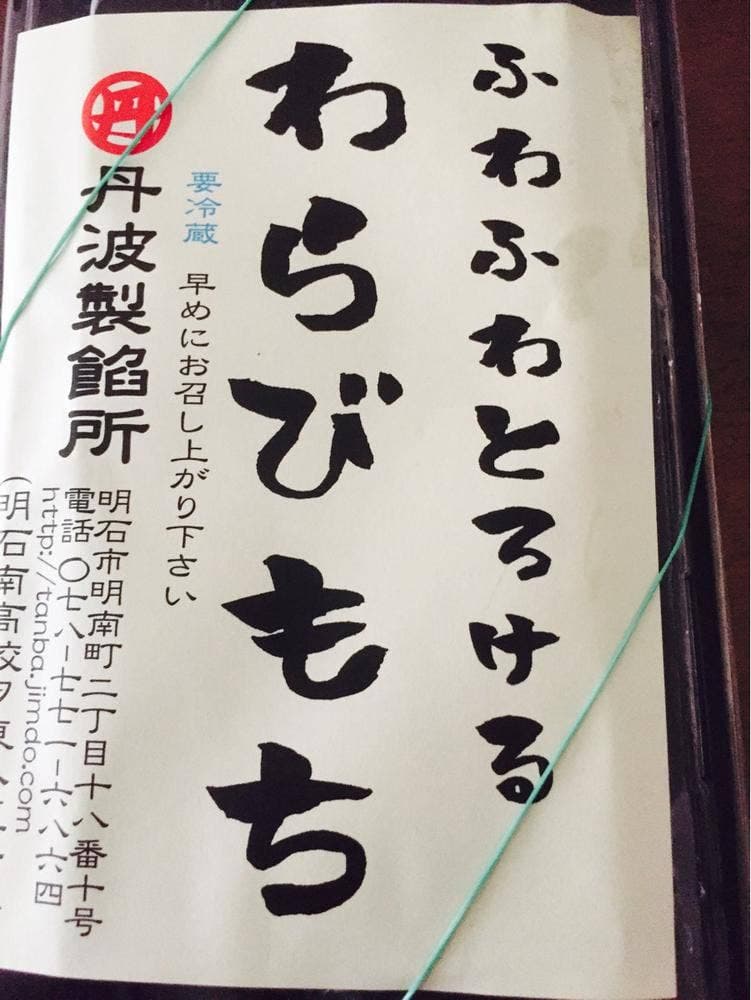 ふわふわとろける
わらびもち
要冷蔵 早めにお召し上がり下さい
丹波製餡所
明石市明南町二丁目十八番十号
電話 〇七八-七七一-六八六四
http://tanba.jimdo.com
(明石南高校